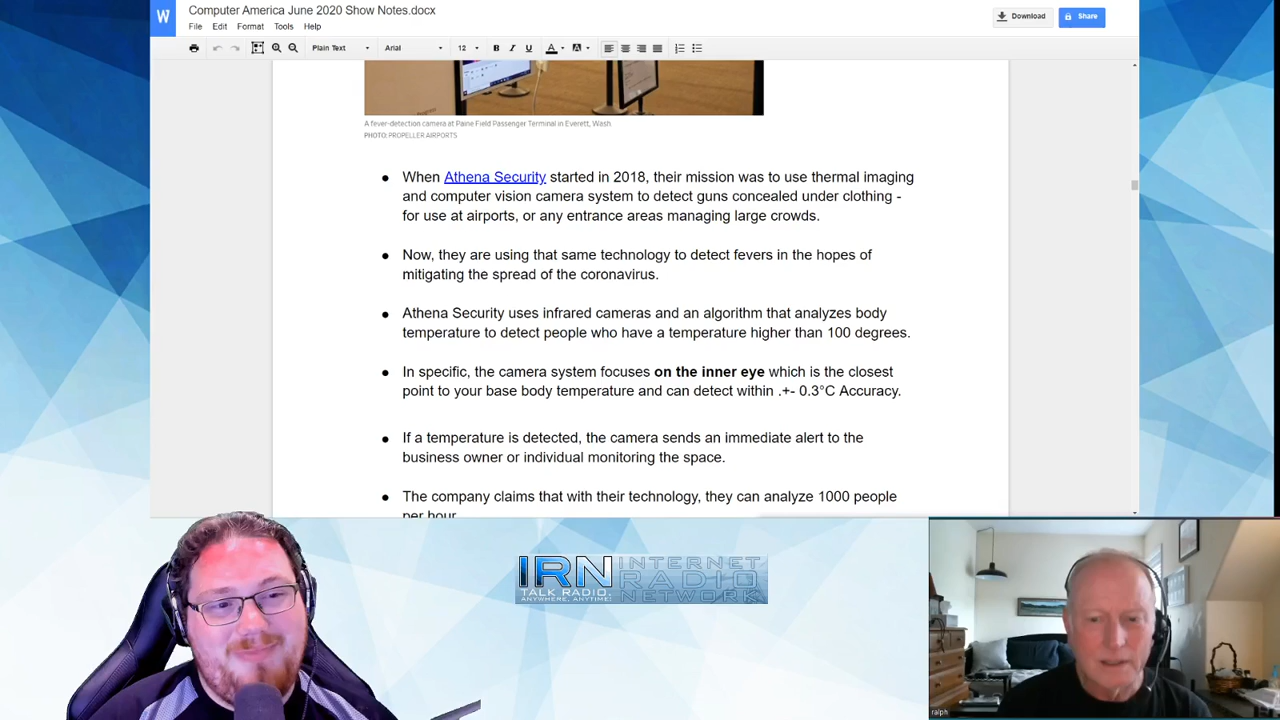 Computer America June 2020 Show Notes.docx
File Edit Format Tools Help
Download
Share
Plain Text
Arial
12
B I U A A
A fever-detection camera at Paine Field Passenger Terminal in Everett, Wash
PHOTO: PROPELLER AIRPORTS
● When Athena Security started in 2018, their mission was to use thermal imaging
and computer vision camera system to detect guns concealed under clothing -
for use at airports, or any entrance areas managing large crowds.
● Now, they are using that same technology to detect fevers in the hopes of
mitigating the spread of the coronavirus.
● Athena Security uses infrared cameras and an algorithm that analyzes body
temperature to detect people who have a temperature higher than 100 degrees.
● In specific, the camera system focuses on the inner eye which is the closest
point to your base body temperature and can detect within .+- 0.3°C Accuracy.
● If a temperature is detected, the camera sends an immediate alert to the
business owner or individual monitoring the space.
● The company claims that with their technology, they can analyze 1000 people
per hour
IRN INTERNET
TALK RADIO. RADIO
ANYWHERE. ANYTIME. NETWORK
ralph